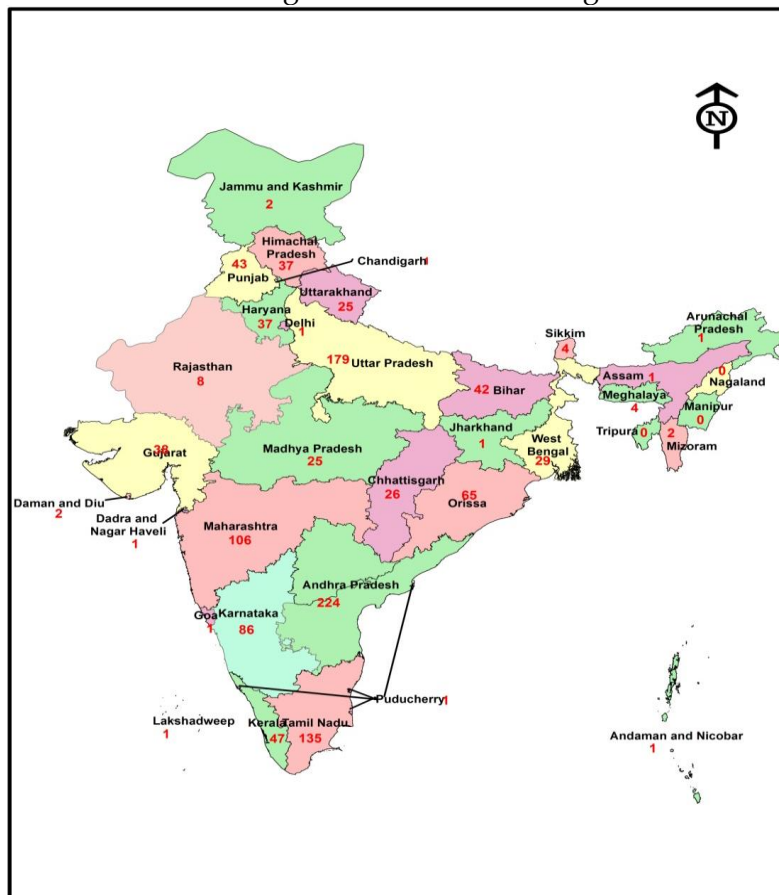 N
Jammu and Kashmir
2
Himachal
Pradesh
37
43
Punjab
Chandigarh 1
Uttarakhand
25
Haryana
37
Delhi
1
Rajasthan
8
179 Uttar Pradesh
Sikkim
4
Arunachal
Pradesh
1
Assam 1
0
Nagaland
Meghalaya
4
Manipur
0
Tripura 0
2
Mizoram
42 Bihar
Jharkhand
1
West
Bengal
29
38
Gujarat
Madhya Pradesh
25
Chhattisgarh
26
65
Orissa
Daman and Diu
2
Dadra and
Nagar Haveli
1
Maharashtra
106
Andhra Pradesh
224
Goa
1
Karnataka
86
Puducherry 1
Lakshadweep
1
Kerala
47
Tamil Nadu
135
Andaman and Nicobar
1